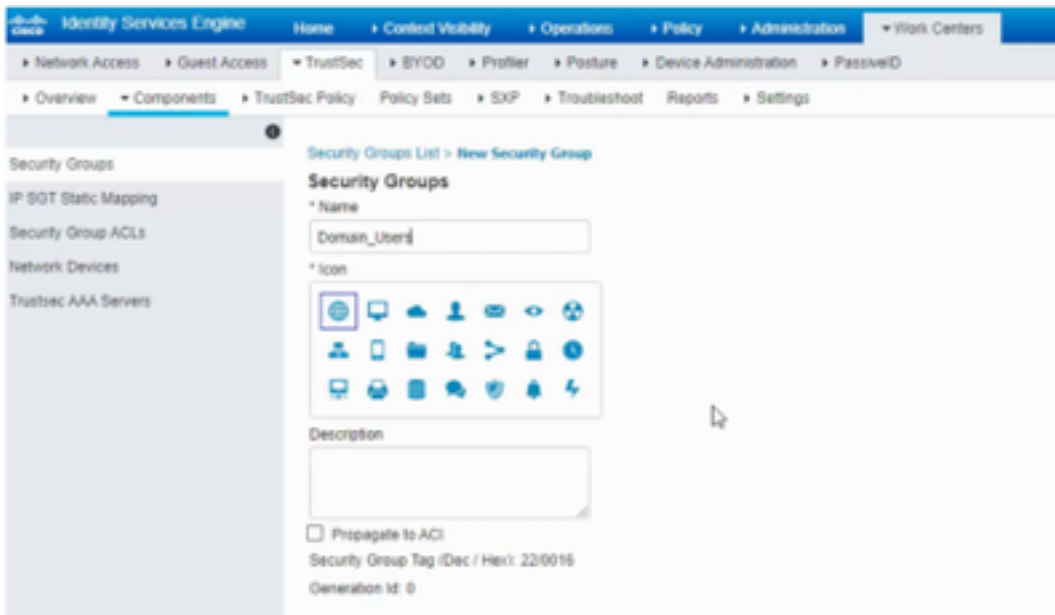 CISCO Identity Services Engine Home Context Visibility Operations Policy Administration Work Centers
Network Access Guest Access TrustSec BYOD Profiler Posture Device Administration PassiveID
Overview Components TrustSec Policy Policy Sets SXP Troubleshoot Reports Settings
Security Groups
IP SGT Static Mapping
Security Group ACLs
Network Devices
Trustsec AAA Servers
Security Groups List > New Security Group
Security Groups
* Name
Domain_Users
* Icon
Description
Propagate to ACI
Security Group Tag (Dec / Hex): 22/0016
Generation Id: 0